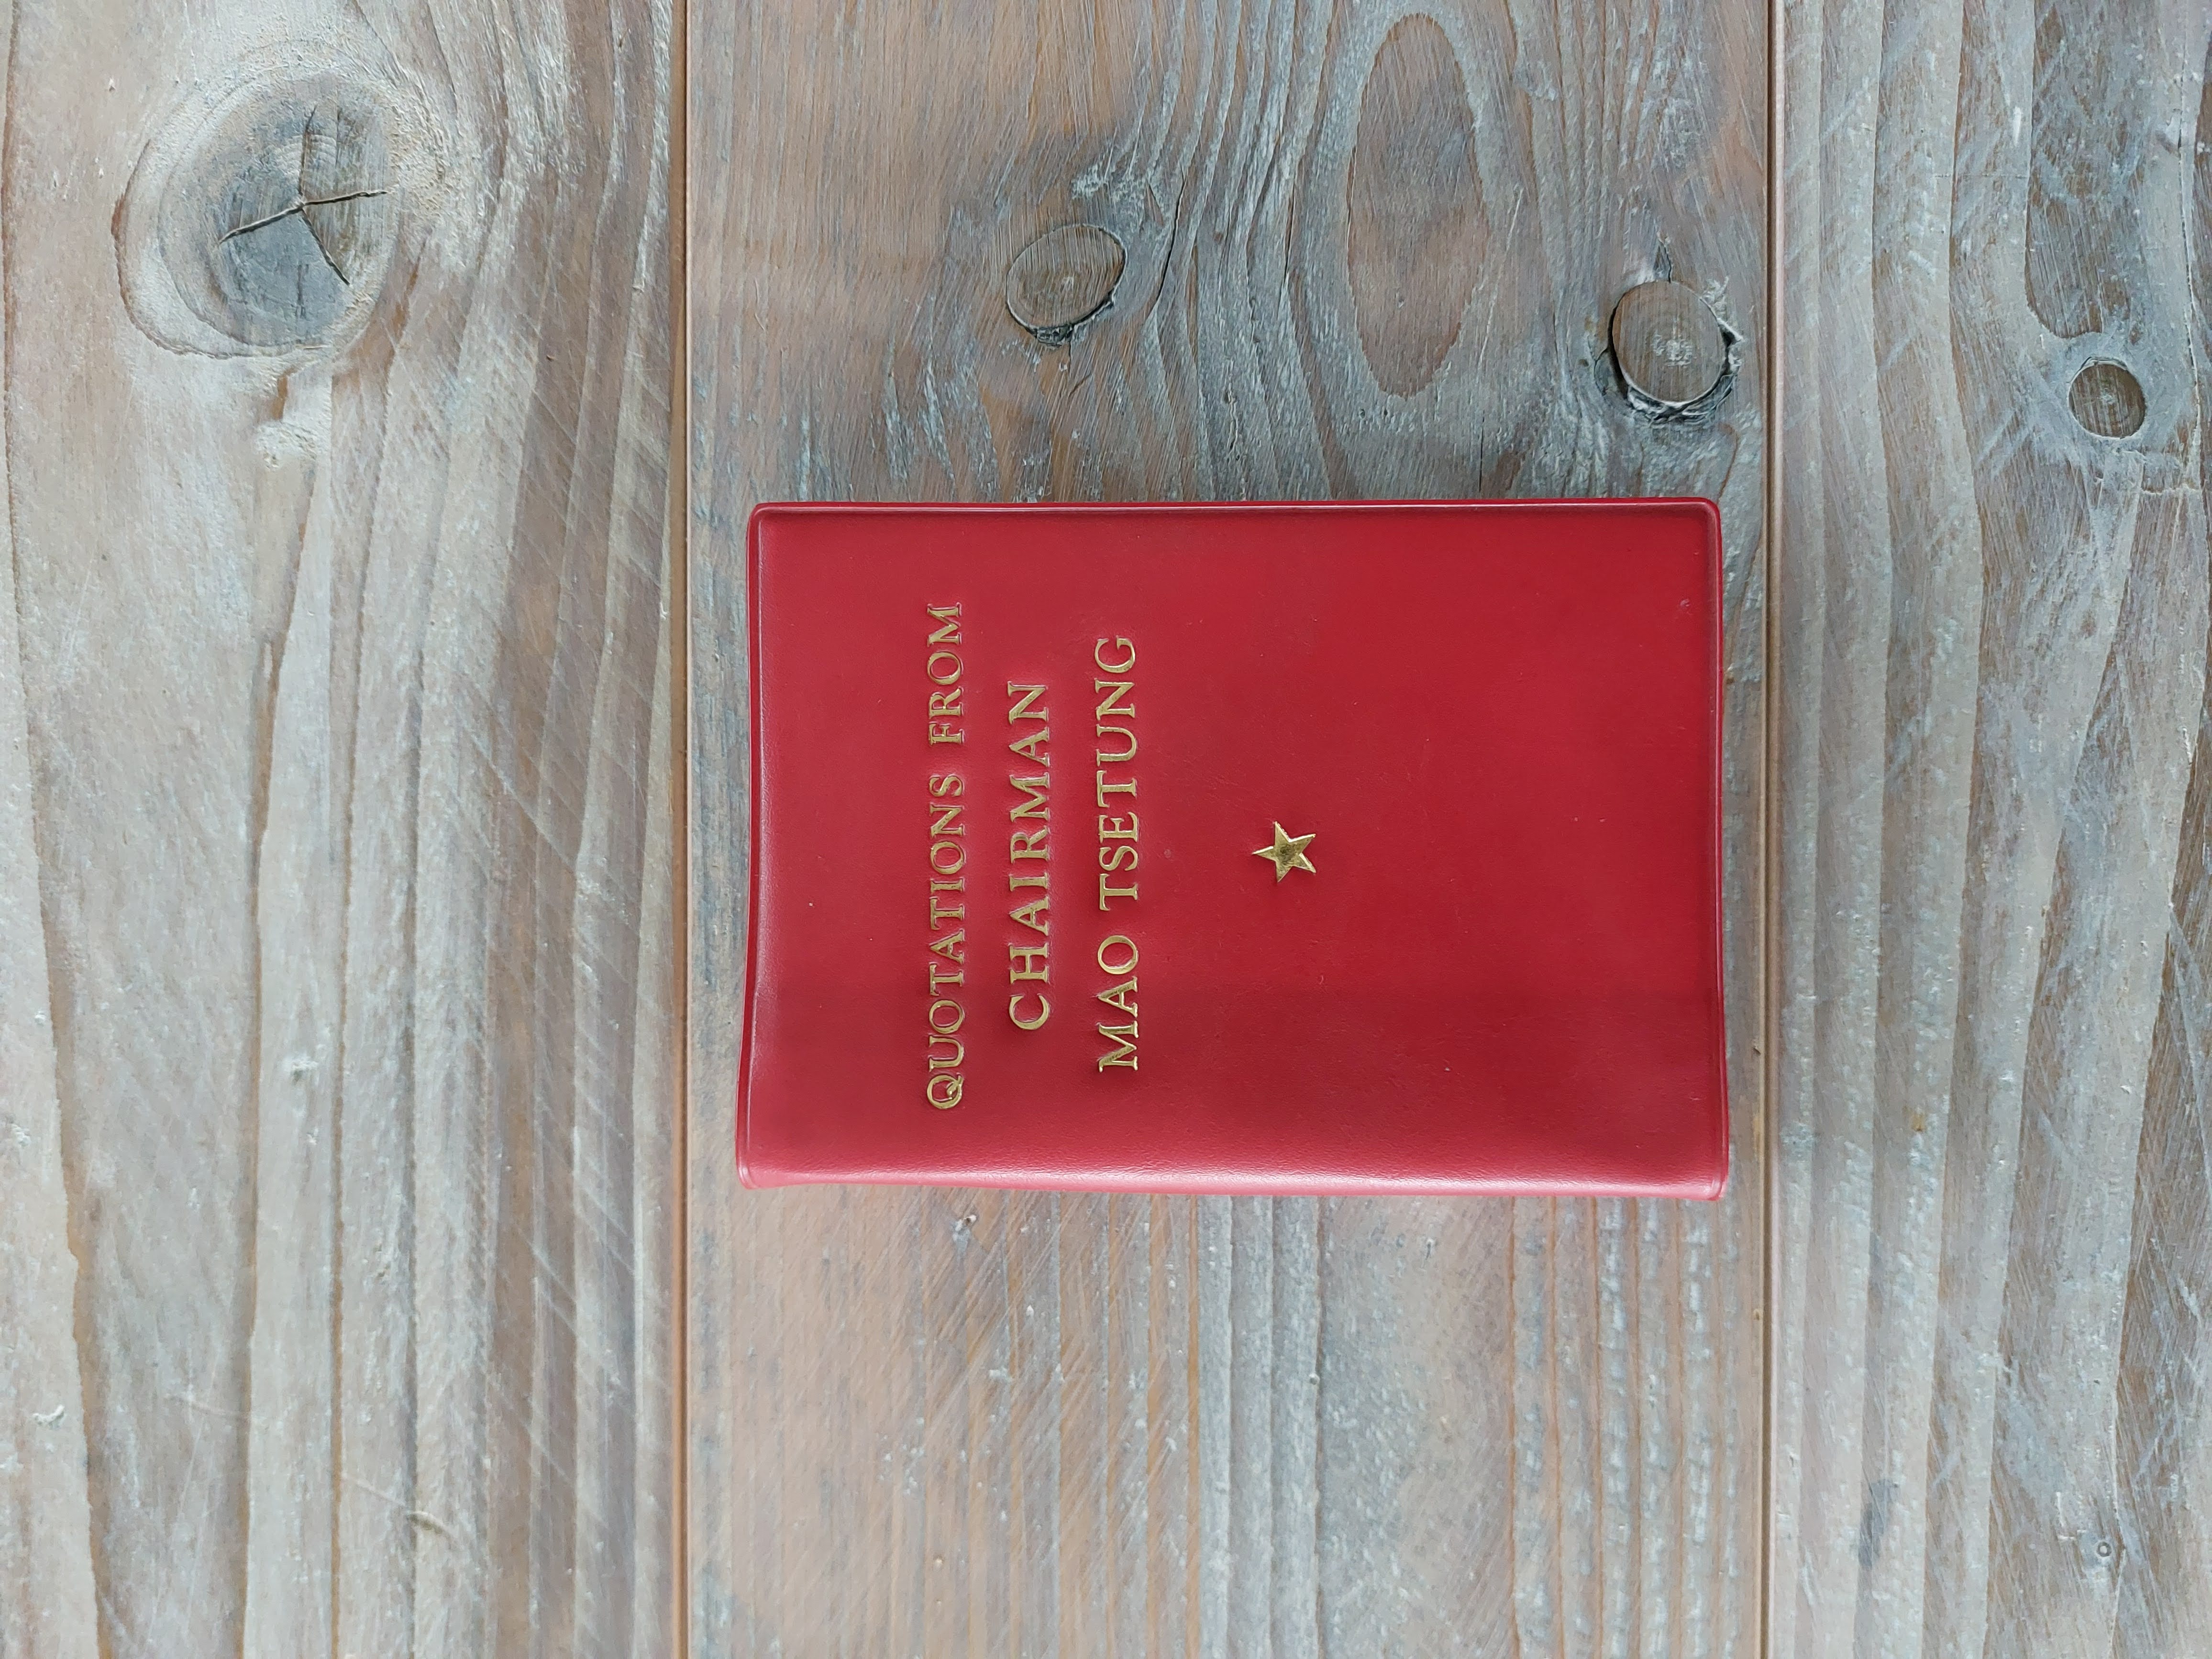 QUOTATIONS FROM
CHAIRMAN
MAO TSETUNG